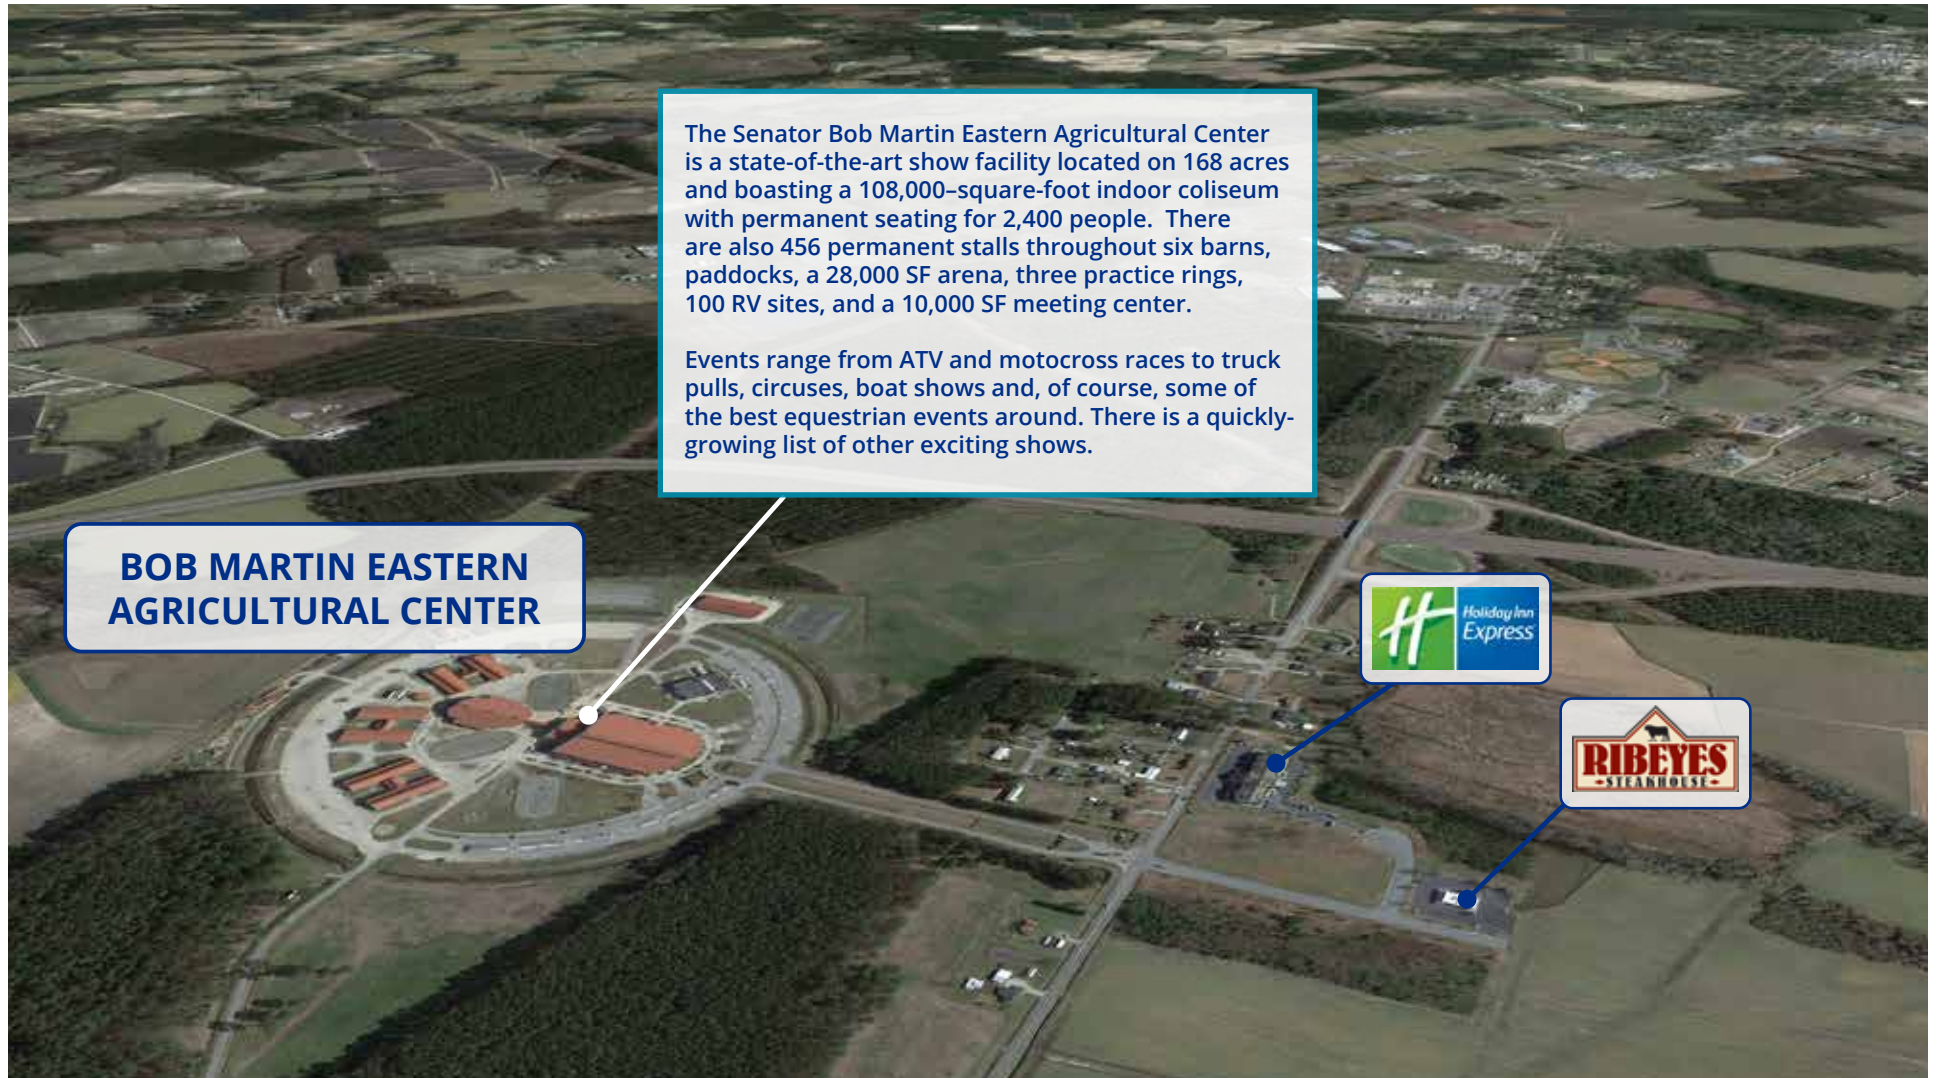 The Senator Bob Martin Eastern Agricultural Center
is a state-of-the-art show facility located on 168 acres
and boasting a 108,000–square-foot indoor coliseum
with permanent seating for 2,400 people.  There
are also 456 permanent stalls throughout six barns,
paddocks, a 28,000 SF arena, three practice rings,
100 RV sites, and a 10,000 SF meeting center.
Events range from ATV and motocross races to truck
pulls, circuses, boat shows and, of course, some of
the best equestrian events around. There is a quickly-
growing list of other exciting shows.
BOB MARTIN EASTERN
AGRICULTURAL CENTER
H
Holiday Inn
Express
RIBEYES
STEAKHOUSE